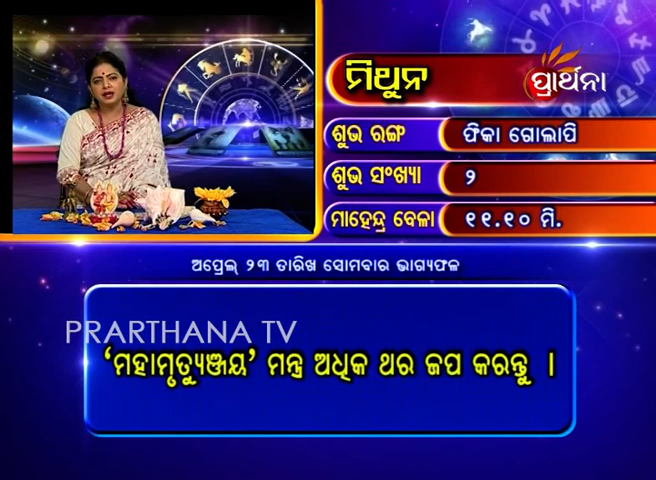 ମିଥୁନ
ପ୍ରାର୍ଥନା
ଶୁଭ ରଙ୍ଗ ଫିକା ଗୋଲାପି
ଶୁଭ ସଂଖ୍ୟା ୨
ମାହେନ୍ଦ୍ର ବେଳା ୧୧.୧୦ ମି.
ଅପ୍ରେଲ୍ ୨୩ ତାରିଖ ସୋମବାର ଭାଗ୍ୟଫଳ
PRARTHANA TV
‘ମହାମୃତ୍ୟୁଞ୍ଜୟ’ ମନ୍ତ୍ର ଅଧିକ ଥର ଜପ କରନ୍ତୁ ।